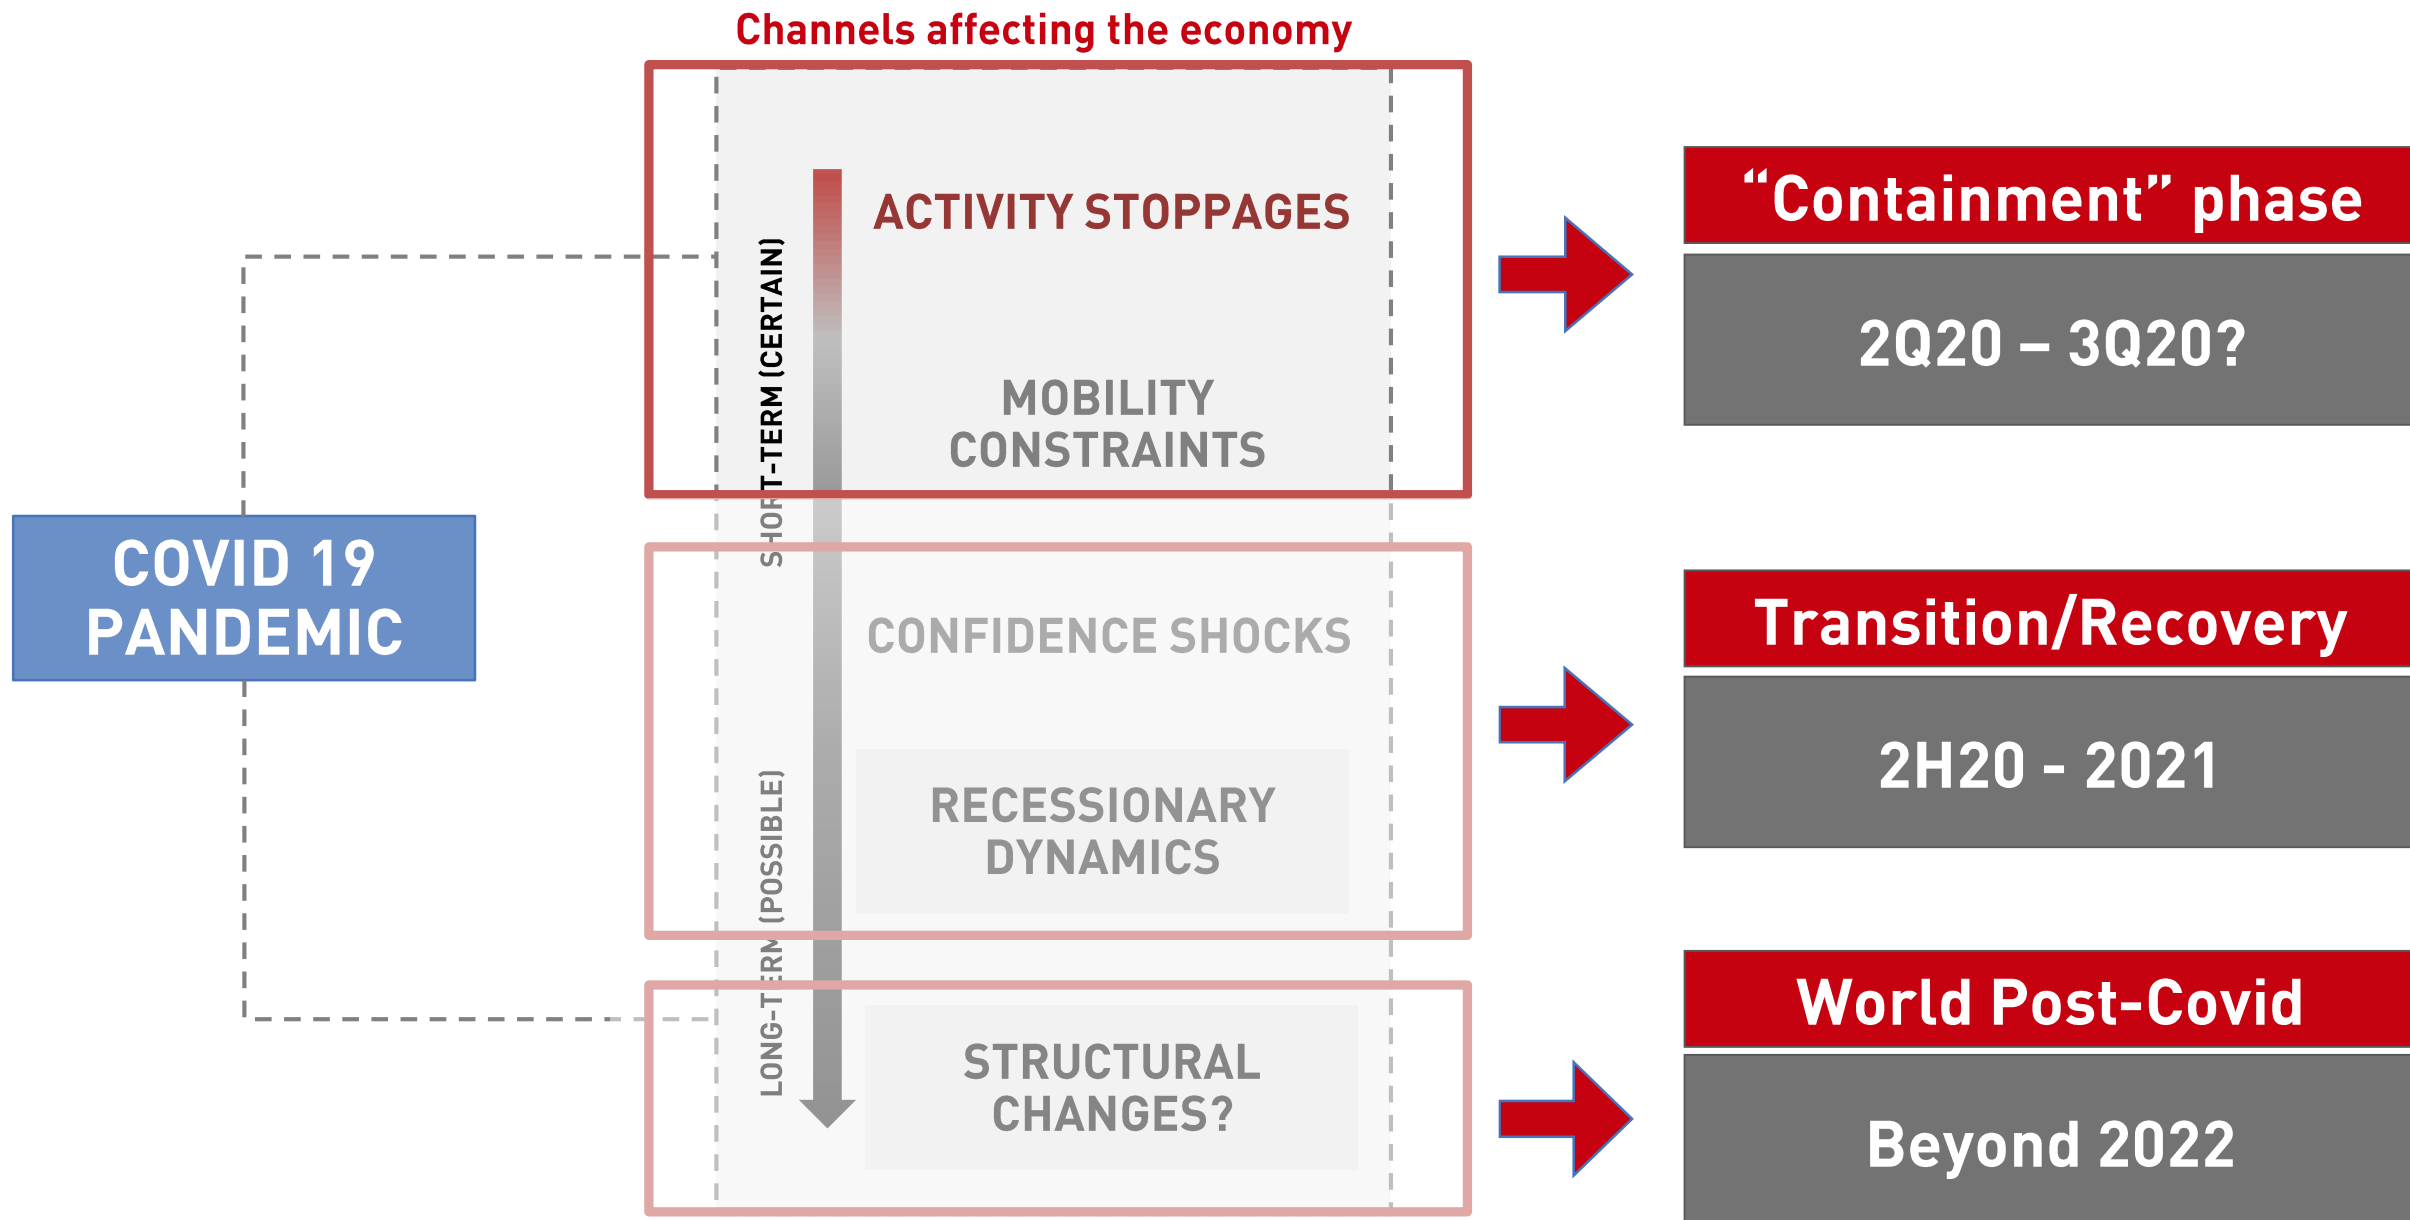 Channels affecting the economy
ACTIVITY STOPPAGES
MOBILITY
CONSTRAINTS
SHORT-TERM (CERTAIN)
“Containment” phase
2Q20 – 3Q20?
COVID 19
PANDEMIC
CONFIDENCE SHOCKS
RECESSIONARY
DYNAMICS
LONG-TERM (POSSIBLE)
Transition/Recovery
2H20 - 2021
STRUCTURAL
CHANGES?
World Post-Covid
Beyond 2022